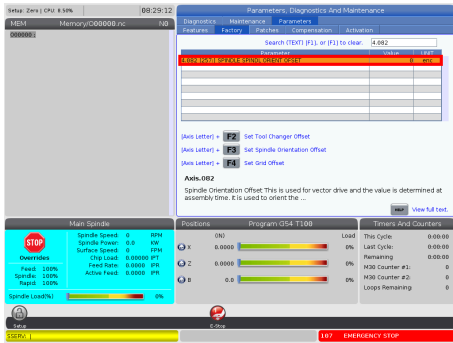 Setup: Zero | CPU: 0.50%
00:29:12
Parameters, Diagnostics And Maintenance
MEM
Memory/O00000.nc
N0
O00000 ;
Diagnostics
Maintenance
Parameters
Features
Factory
Patches
Compensation
Activation
Search (TEXT) [F1], or [F1] to clear.
4.082
Parameter
Value
UNIT
4.082 [257] SPINDLE SPINDL ORIENT OFSET
0
enc
[Axis Letter] + F2 Set Tool Changer Offset
[Axis Letter] + F3 Set Spindle Orientation Offset
[Axis Letter] + F4 Set Grid Offset
Axis.082
Spindle Orientation Offset This is used for vector drive and the value is determined at
assembly time. It is used to orient the ...
HELP View full text.
Main Spindle
STOP
Overrides
Feed: 100%
Spindle: 100%
Rapid: 100%
Spindle Speed: 0 RPM
Spindle Power: 0.0 KW
Surface Speed: 0 FPM
Chip Load: 0.00000 IPT
Feed Rate: 0.0000 IPR
Active Feed: 0.0000 IPR
Spindle Load(%)
0%
Positions
Program G54 T100
(IN)
Load
X 0.0000 0%
Z 0.0000 0%
B 0.0 0%
Timers And Counters
This Cycle: 0:00:00
Last Cycle: 0:00:00
Remaining 0:00:00
M30 Counter #1: 0
M30 Counter #2: 0
Loops Remaining: 0
Setup
E-Stop
107 EMERGENCY STOP